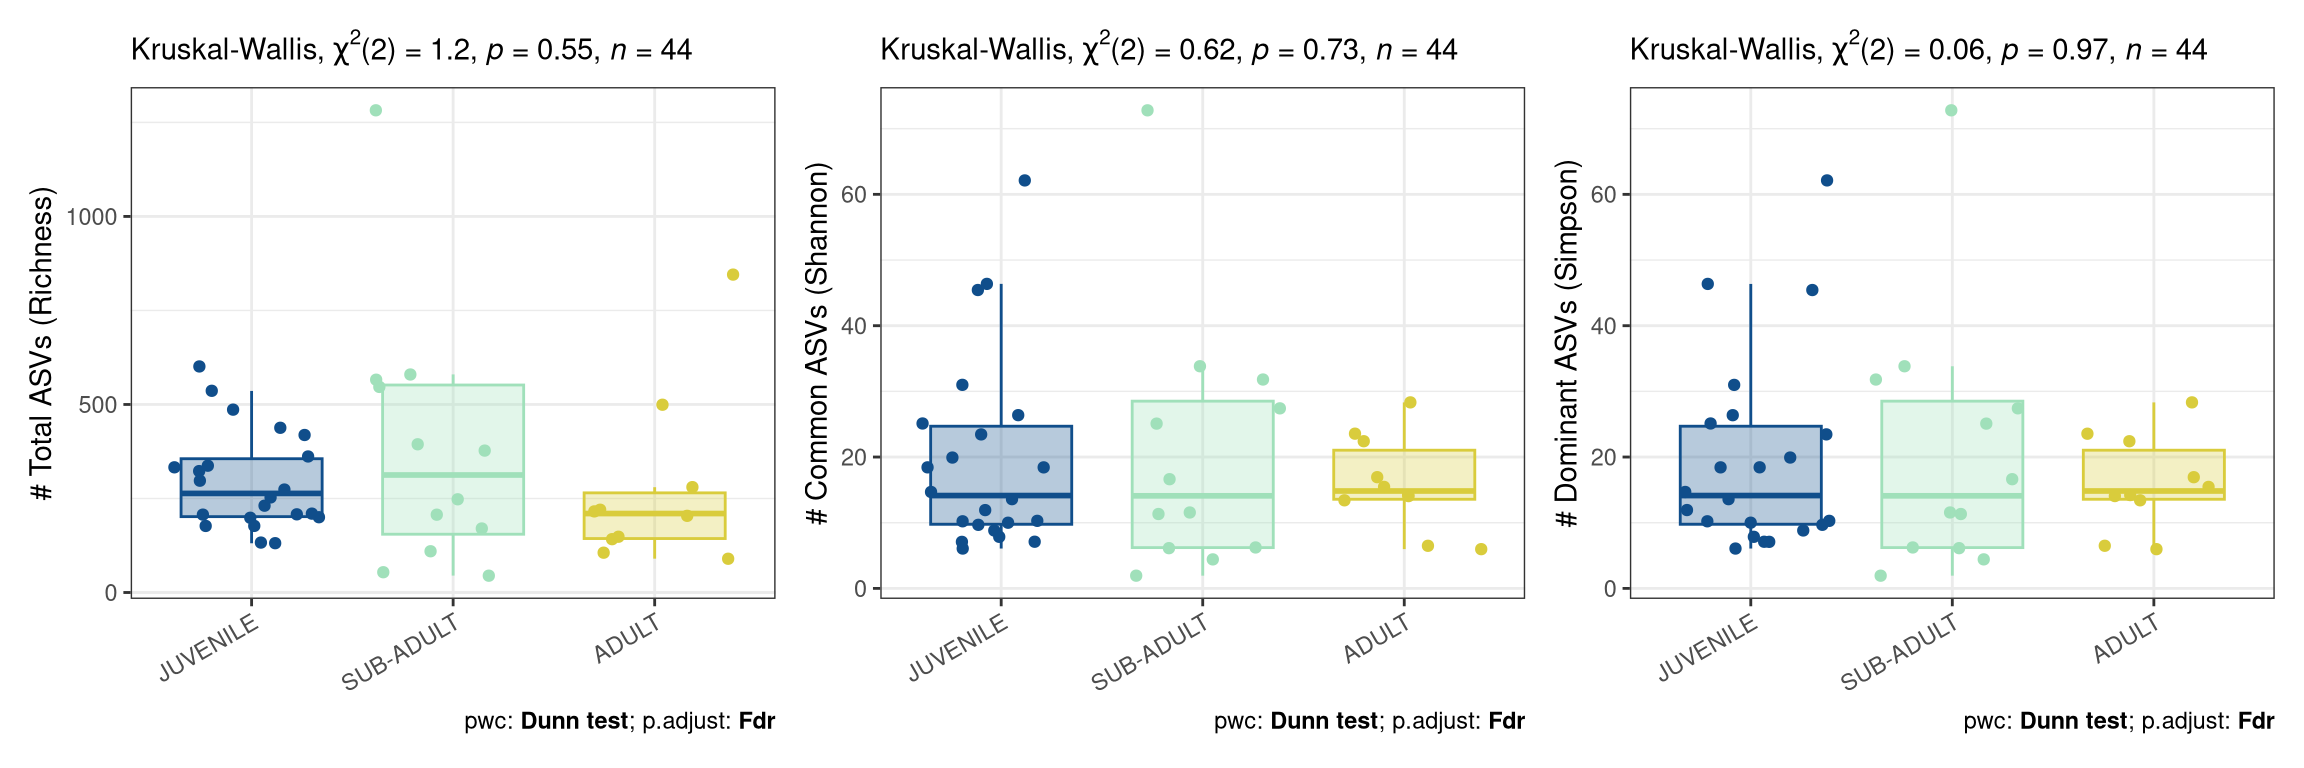 Kruskal-Wallis, χ²(2) = 1.2, p = 0.55, n = 44
# Total ASVs (Richness)
1000
500
0
JUVENILE
SUB-ADULT
ADULT
pwc: Dunn test; p.adjust: Fdr
Kruskal-Wallis, χ²(2) = 0.62, p = 0.73, n = 44
# Common ASVs (Shannon)
60
40
20
0
JUVENILE
SUB-ADULT
ADULT
pwc: Dunn test; p.adjust: Fdr
Kruskal-Wallis, χ²(2) = 0.06, p = 0.97, n = 44
# Dominant ASVs (Simpson)
60
40
20
0
JUVENILE
SUB-ADULT
ADULT
pwc: Dunn test; p.adjust: Fdr